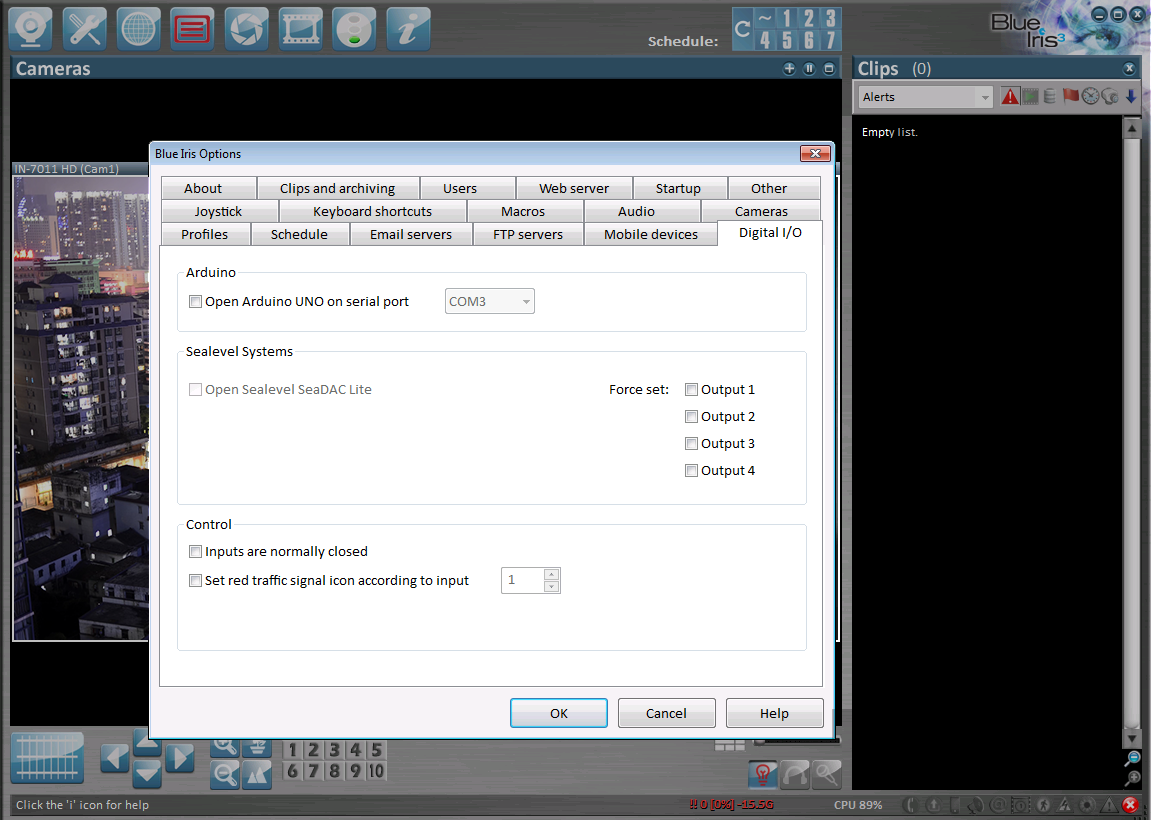 Schedule:
~ 1 2 3
C 4 5 6 7
Blue Iris 3
Cameras
Clips (0)
Alerts
Empty list.
IN-7011 HD (Cam1)
Blue Iris Options
About Clips and archiving Users Web server Startup Other
Joystick Keyboard shortcuts Macros Audio Cameras
Profiles Schedule Email servers FTP servers Mobile devices Digital I/O
Arduino
Open Arduino UNO on serial port COM3
Sealevel Systems
Open Sealevel SeaDAC Lite Force set: Output 1
Output 2
Output 3
Output 4
Control
Inputs are normally closed
Set red traffic signal icon according to input 1
OK Cancel Help
1 2 3 4 5
6 7 8 9 10
Click the 'i' icon for help !! 0 [0%] -15.5G CPU 89%